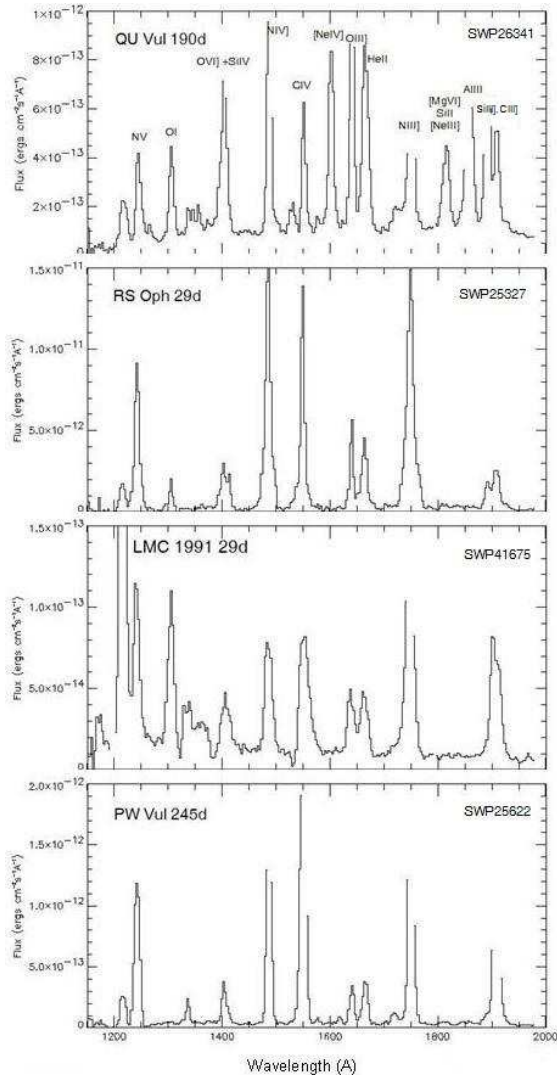 QU Vul 190d
SWP26341
NIV]
[NeIV] OIII]
OVI] +SiIV
HeII
CIV
AlIII
[MgVI]
SiII
[NeIII]
SiIII]. CIII]
NV
OI
NIII]
Flux (ergs cm⁻²s⁻¹A⁻¹)
1×10⁻¹²
8×10⁻¹³
6×10⁻¹³
4×10⁻¹³
2×10⁻¹³
0
RS Oph 29d
SWP25327
Flux (ergs cm⁻²s⁻¹A⁻¹)
1.5×10⁻¹¹
1.0×10⁻¹¹
5.0×10⁻¹²
0
LMC 1991 29d
SWP41675
Flux (ergs cm⁻²s⁻¹A⁻¹)
1.5×10⁻¹³
1.0×10⁻¹³
5.0×10⁻¹⁴
0
PW Vul 245d
SWP25622
Flux (ergs cm⁻²s⁻¹A⁻¹)
2.0×10⁻¹²
1.5×10⁻¹²
1.0×10⁻¹²
5.0×10⁻¹³
0
1200 1400 1600 1800 2000
Wavelength (A)